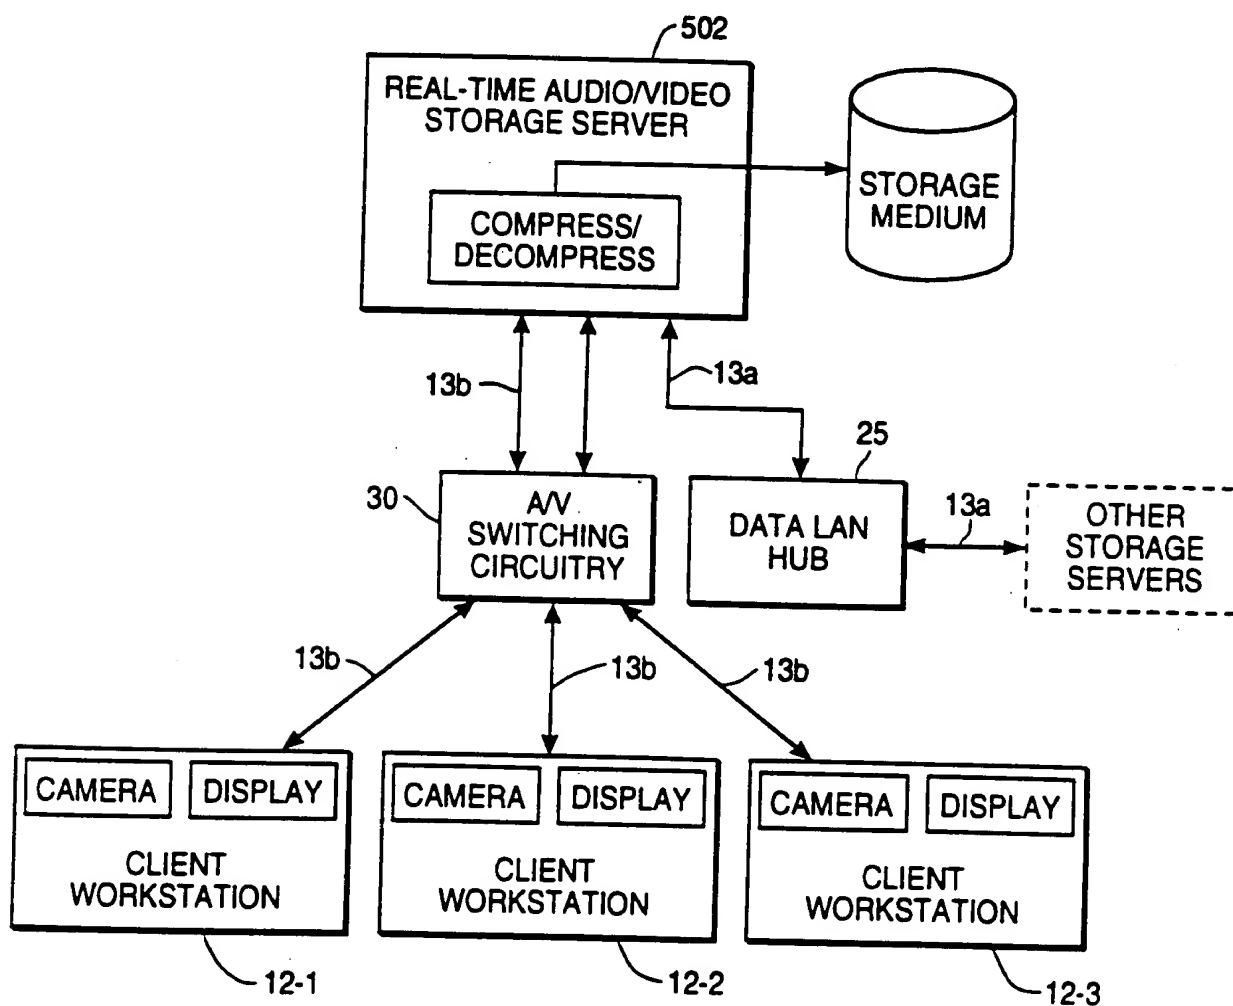 502
REAL-TIME AUDIO/VIDEO
STORAGE SERVER
COMPRESS/
DECOMPRESS
STORAGE
MEDIUM
13b
13a
25
30
A/V
SWITCHING
CIRCUITRY
DATA LAN
HUB
13a
OTHER
STORAGE
SERVERS
13b
13b
13b
CAMERA
DISPLAY
CLIENT
WORKSTATION
CAMERA
DISPLAY
CLIENT
WORKSTATION
CAMERA
DISPLAY
CLIENT
WORKSTATION
12-1
12-2
12-3